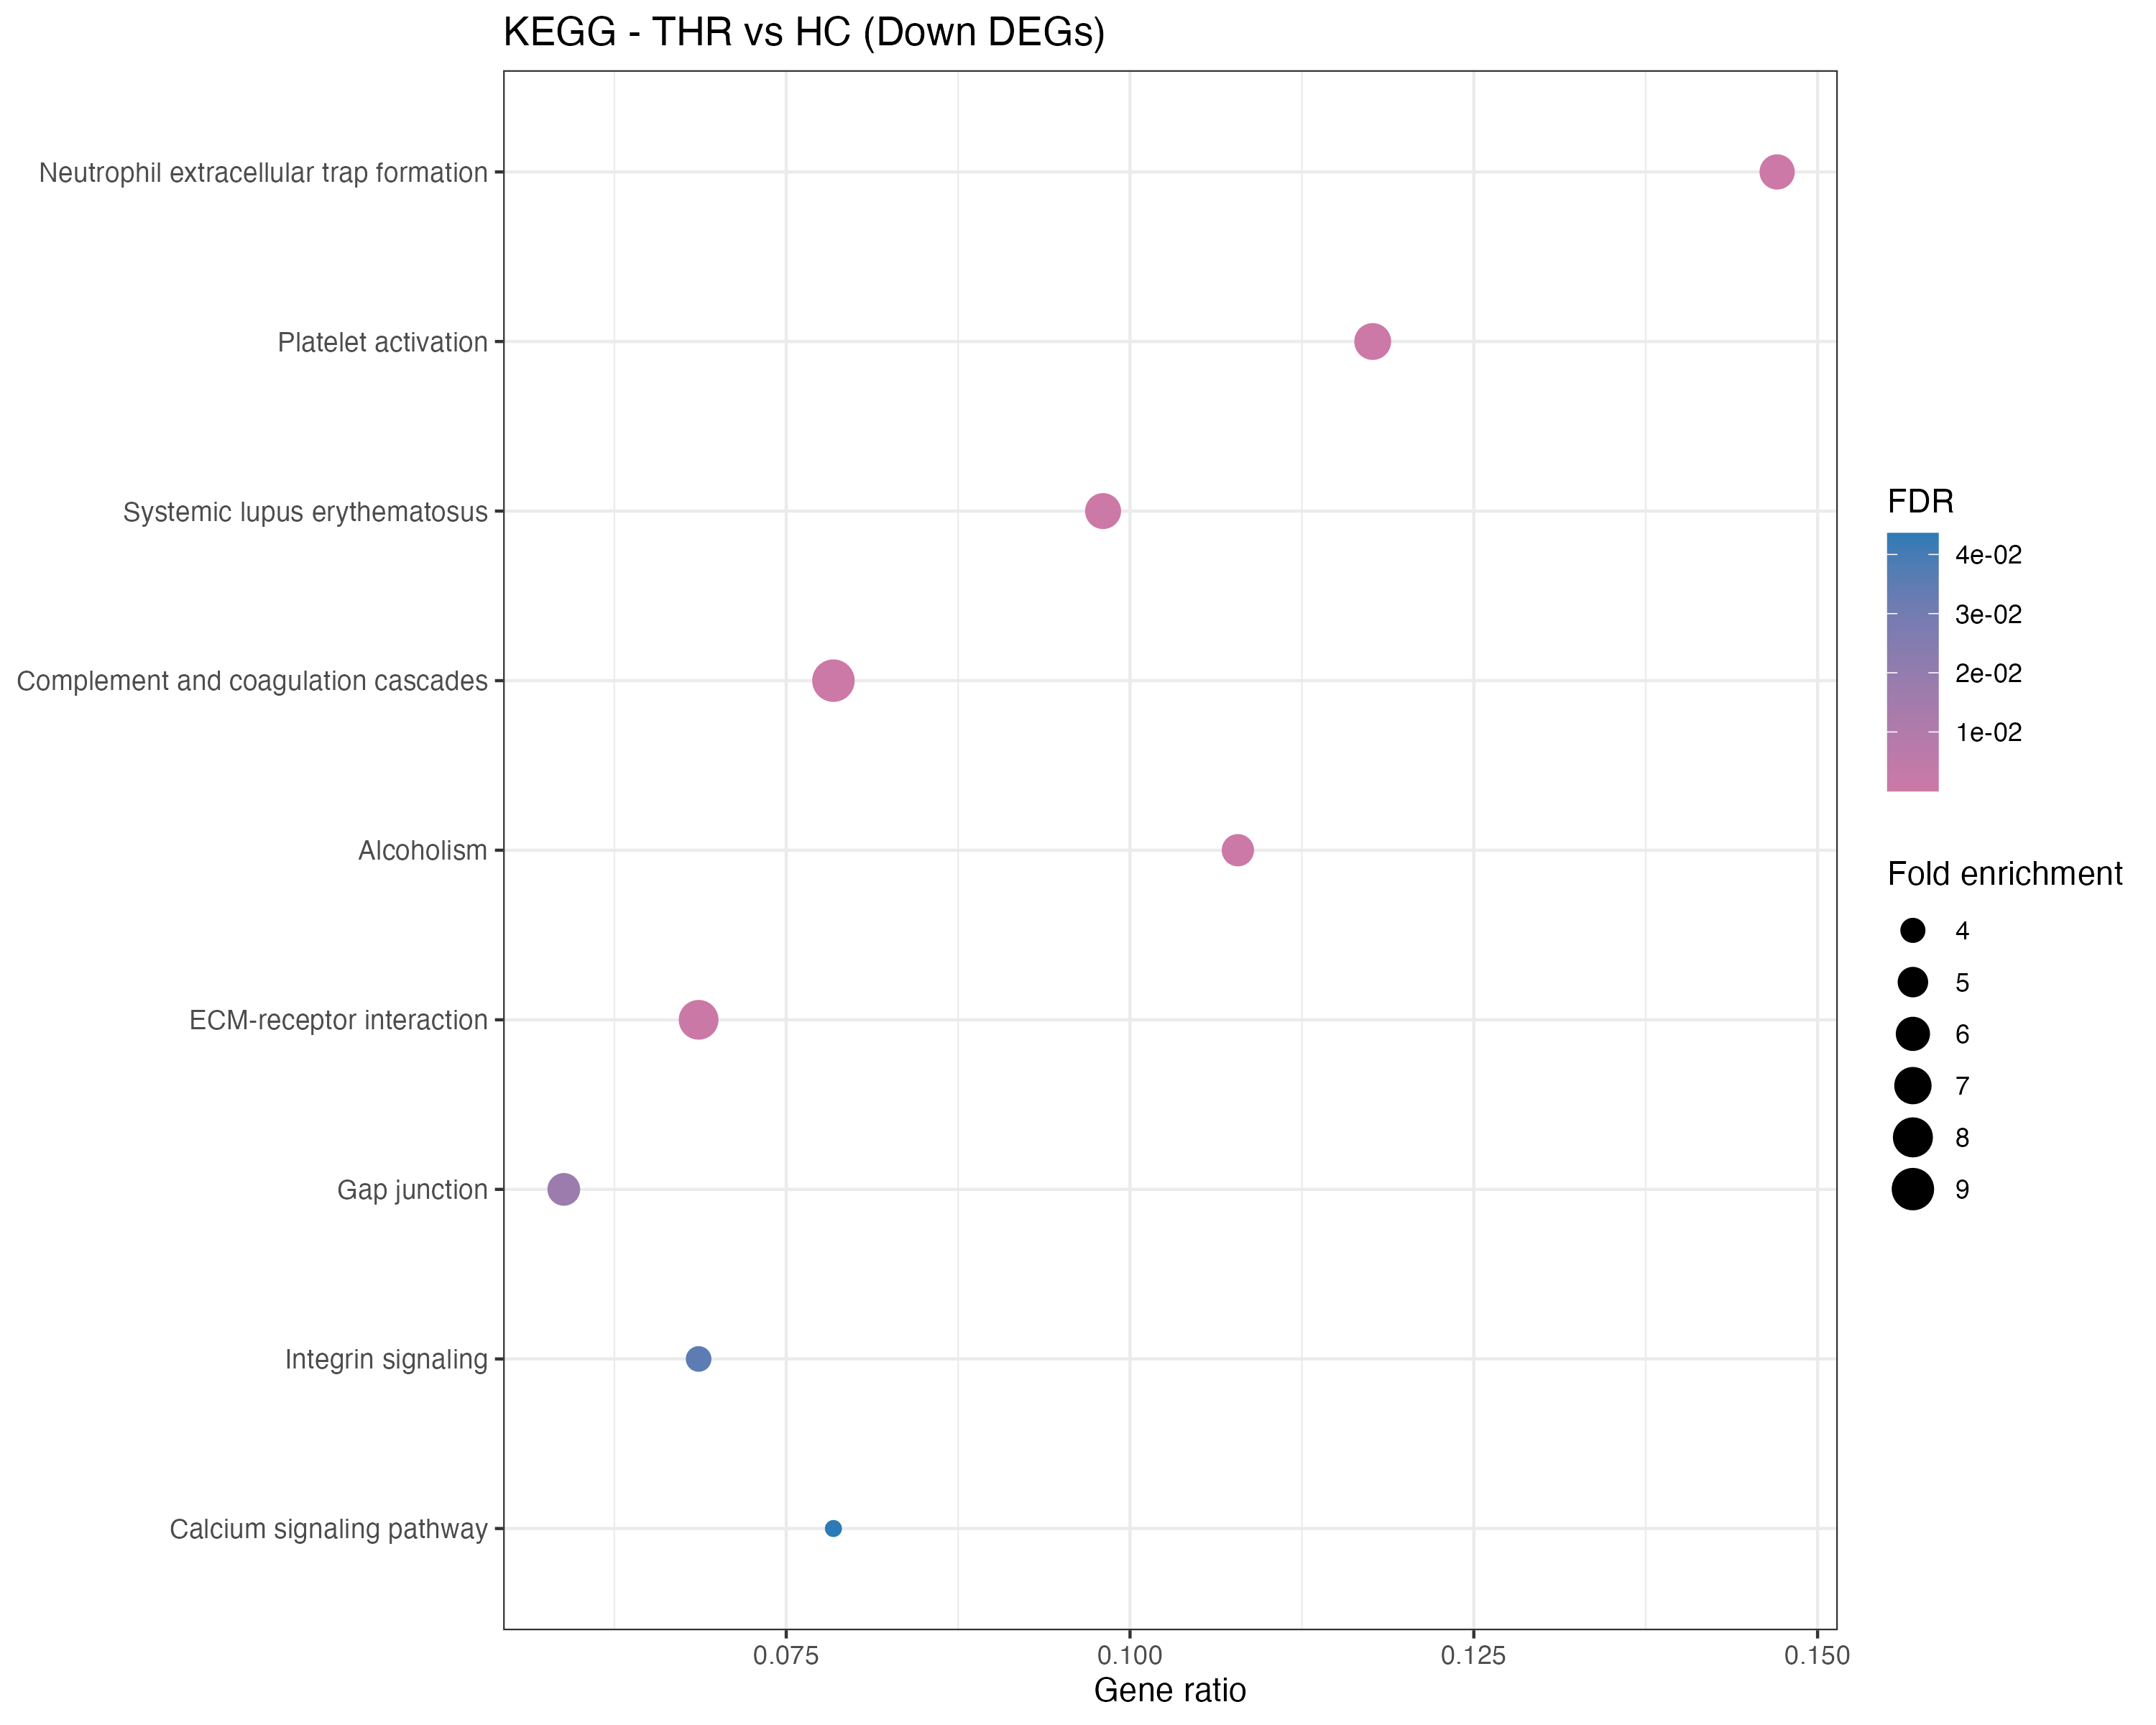 KEGG - THR vs HC (Down DEGs)
Neutrophil extracellular trap formation
Platelet activation
Systemic lupus erythematosus
Complement and coagulation cascades
Alcoholism
ECM-receptor interaction
Gap junction
Integrin signaling
Calcium signaling pathway
0.075 0.100 0.125 0.150
Gene ratio
FDR
4e-02
3e-02
2e-02
1e-02
Fold enrichment
4
5
6
7
8
9